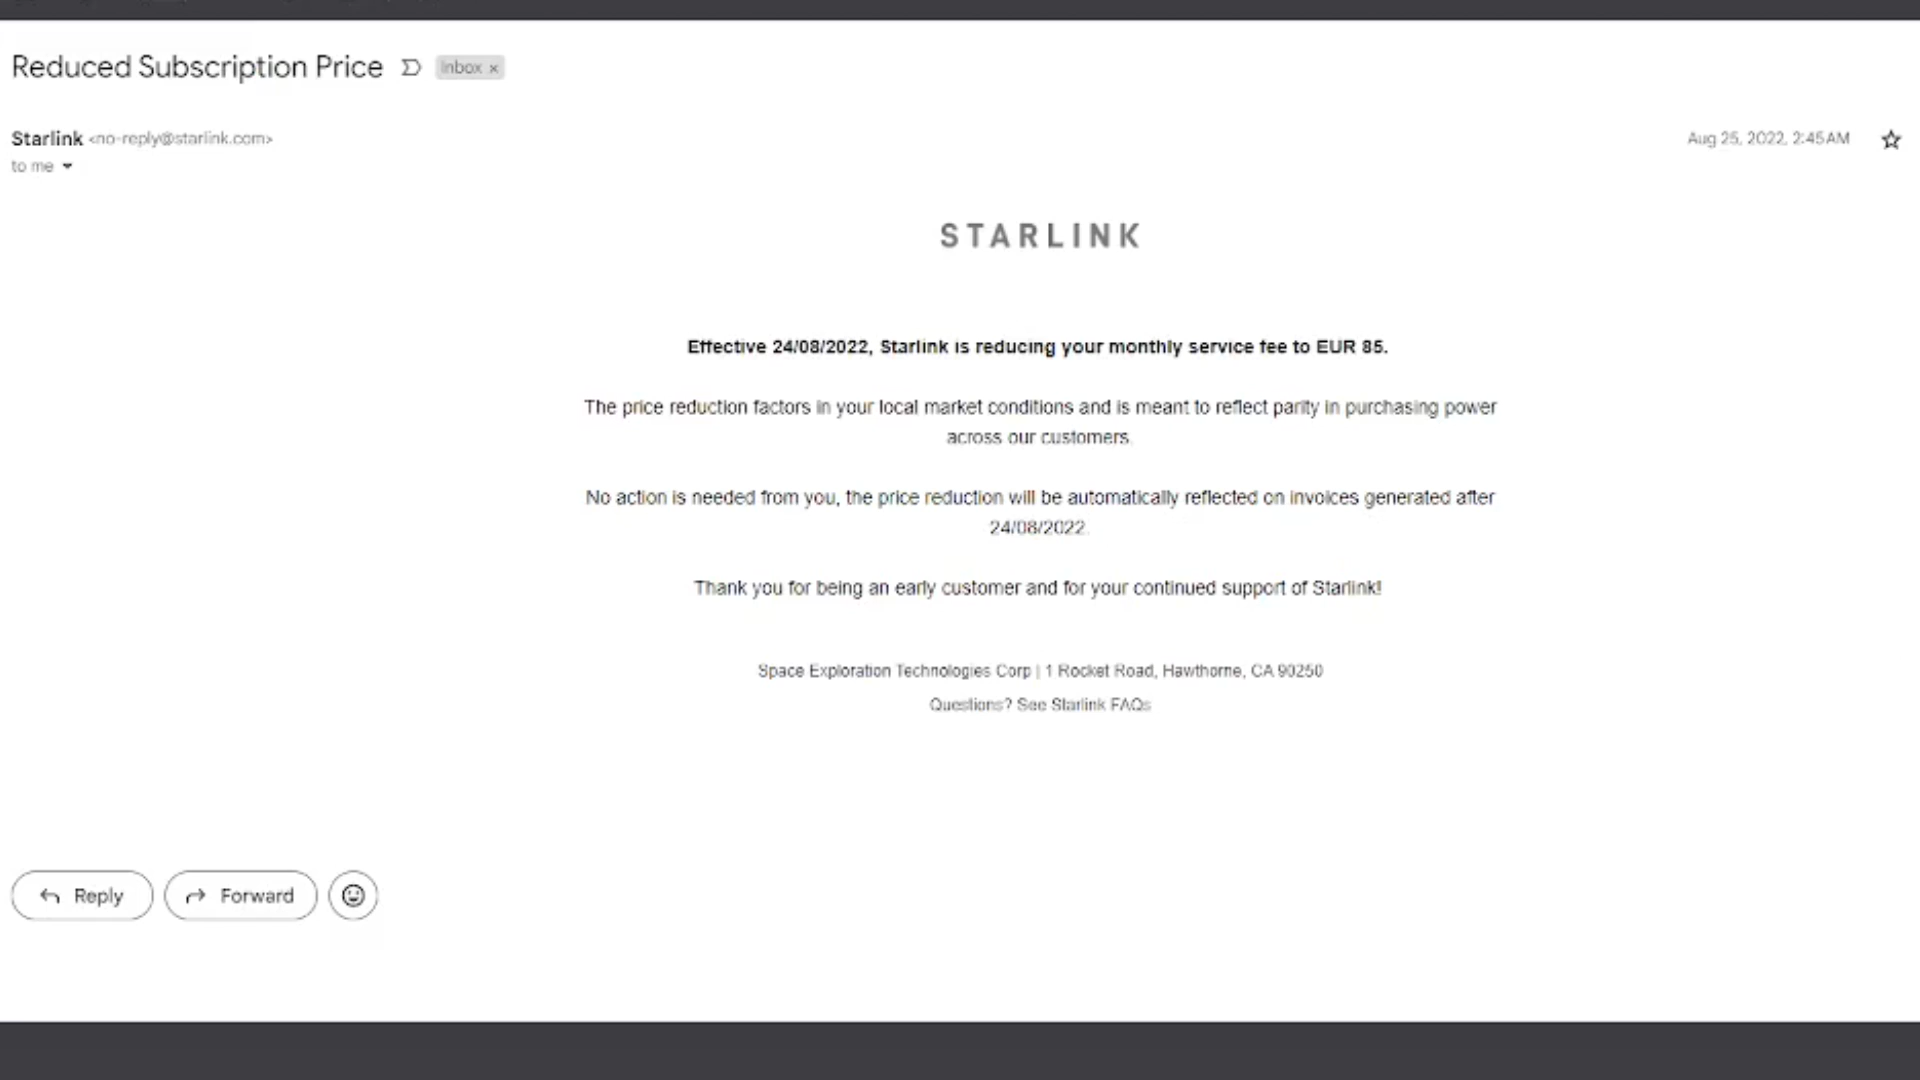 Reduced Subscription Price
Inbox x
Starlink <no-reply@starlink.com>
Aug 25, 2022, 2:45 AM
to me
STARLINK
Effective 24/08/2022, Starlink is reducing your monthly service fee to EUR 85.
The price reduction factors in your local market conditions and is meant to reflect parity in purchasing power
across our customers.
No action is needed from you, the price reduction will be automatically reflected on invoices generated after
24/08/2022.
Thank you for being an early customer and for your continued support of Starlink!
Space Exploration Technologies Corp | 1 Rocket Road, Hawthorne, CA 90250
Questions? See Starlink FAQs
Reply
Forward